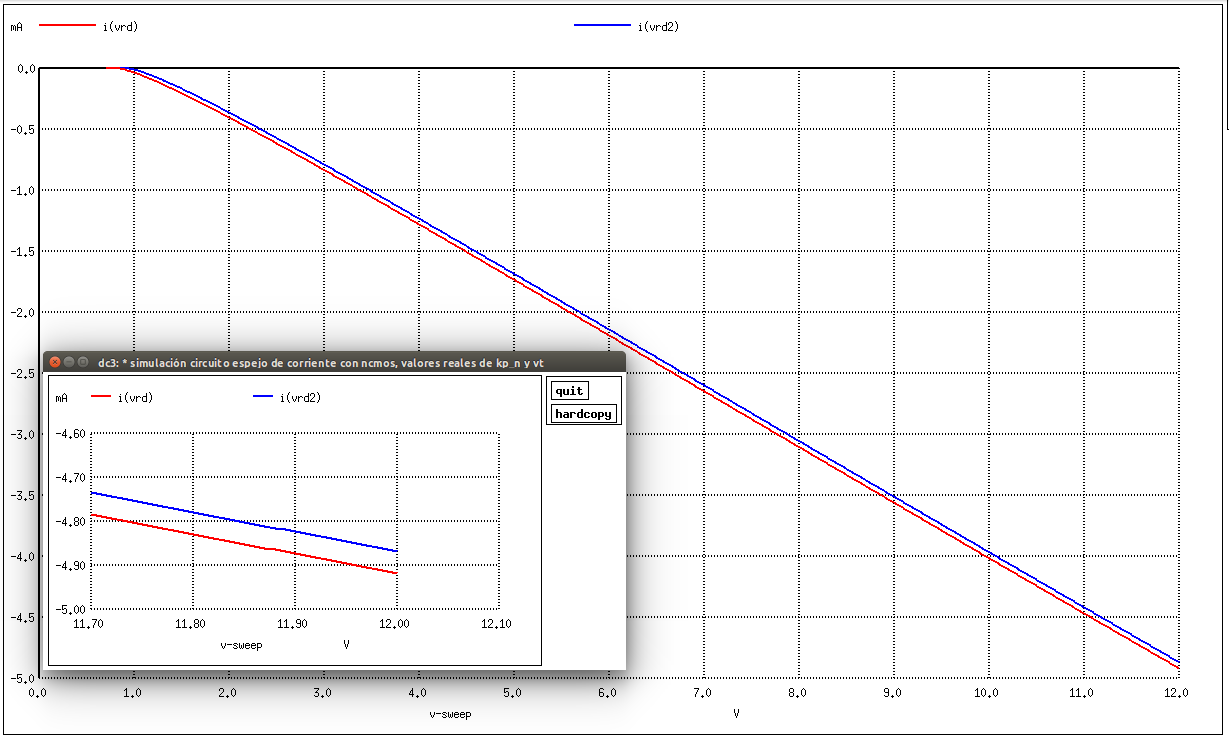 mA i(vrd) i(vrd2)
0.0
-0.5
-1.0
-1.5
-2.0
-2.5
-3.0
-3.5
-4.0
-4.5
-5.0
0.0 1.0 2.0 3.0 4.0 5.0 6.0 7.0 8.0 9.0 10.0 11.0 12.0
v-sweep V
dc3: * simulación circuito espejo de corriente con ncmos, valores reales de kp_n y vt
mA i(vrd) i(vrd2)
quit
hardcopy
-4.60
-4.70
-4.80
-4.90
-5.00
11.70 11.80 11.90 12.00 12.10
v-sweep V